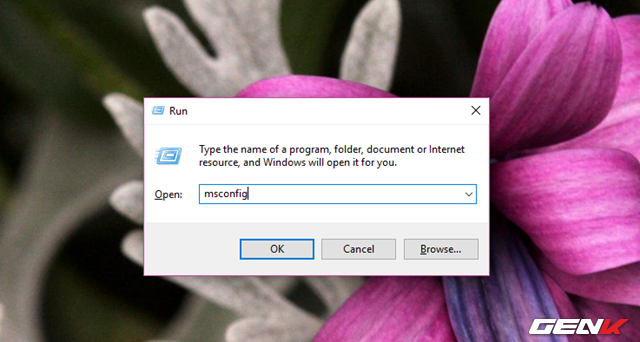 Run
Type the name of a program, folder, document or Internet
resource, and Windows will open it for you.
Open:
msconfig
OK
Cancel
Browse...
GENK